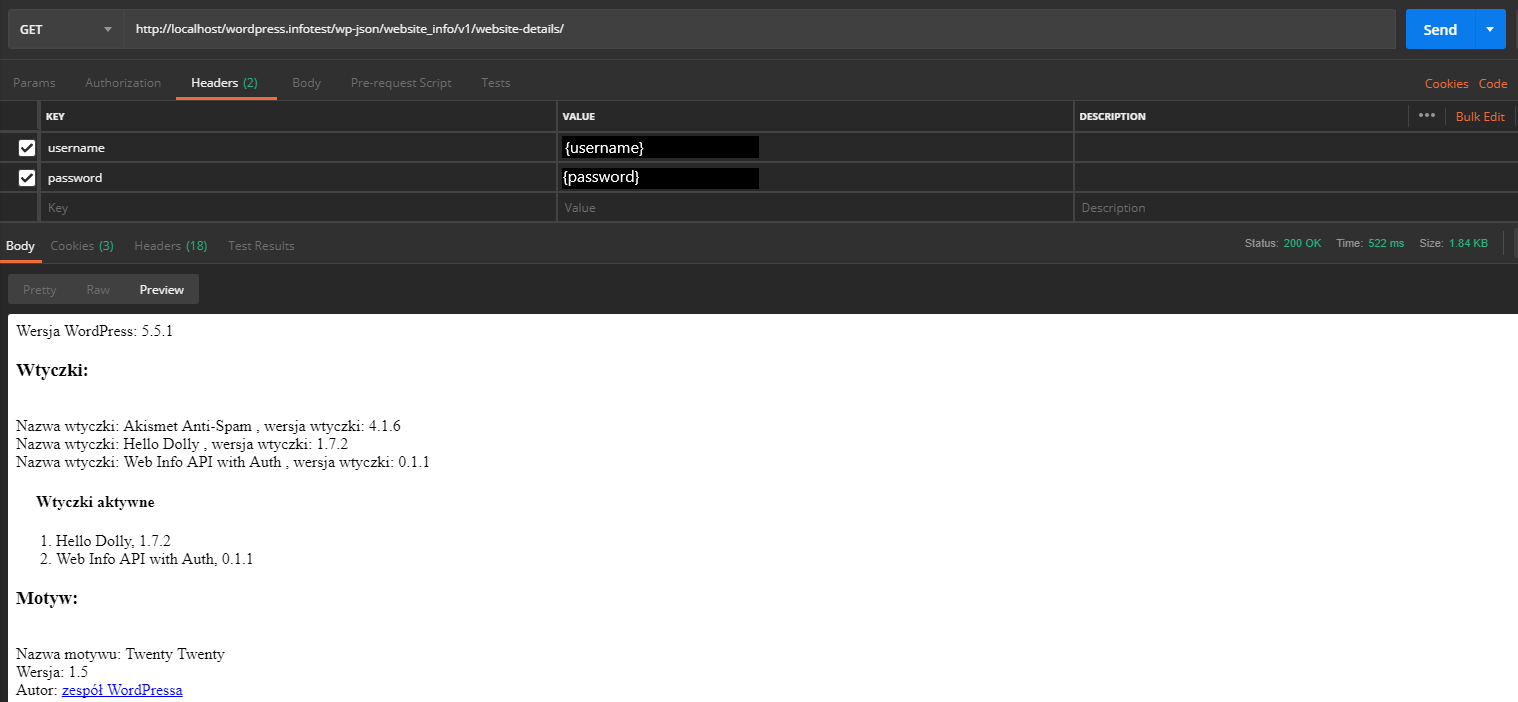 GET http://localhost/wordpress.infotest/wp-json/website_info/v1/website-details/ Send
Params Authorization Headers (2) Body Pre-request Script Tests Cookies Code
KEY VALUE DESCRIPTION ••• Bulk Edit
username {username}
password {password}
Key Value Description
Body Cookies (3) Headers (18) Test Results Status: 200 OK Time: 522 ms Size: 1.84 KB
Pretty Raw Preview
Wersja WordPress: 5.5.1
Wtyczki:
Nazwa wtyczki: Akismet Anti-Spam , wersja wtyczki: 4.1.6
Nazwa wtyczki: Hello Dolly , wersja wtyczki: 1.7.2
Nazwa wtyczki: Web Info API with Auth , wersja wtyczki: 0.1.1
Wtyczki aktywne
1. Hello Dolly, 1.7.2
2. Web Info API with Auth, 0.1.1
Motyw:
Nazwa motywu: Twenty Twenty
Wersja: 1.5
Autor: zespół WordPressa